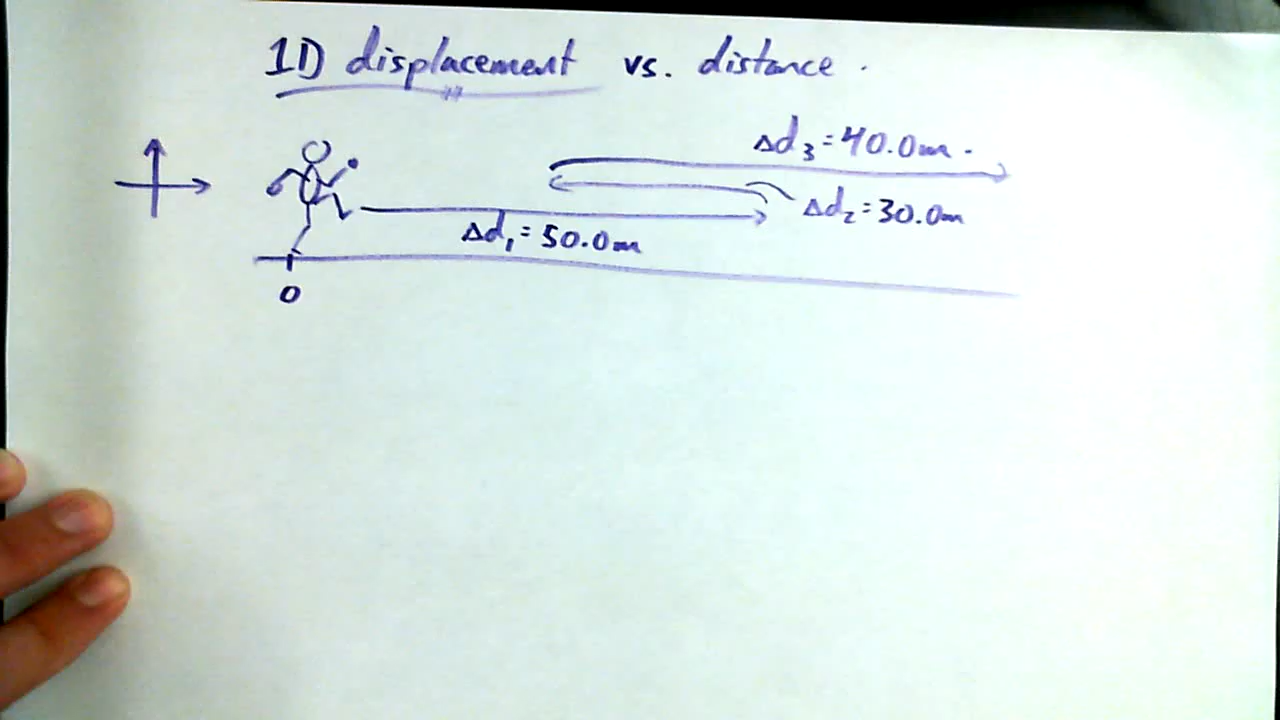 1D displacement vs. distance.
Δd₃ = 40.0m.
Δd₂ = 30.0m
Δd₁ = 50.0m
0